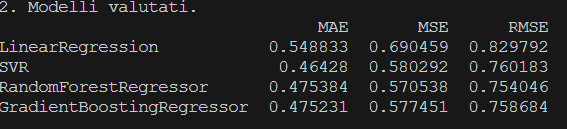 2. Modelli valutati.
MAE MSE RMSE
LinearRegression 0.548833 0.690459 0.829792
SVR 0.46428 0.580292 0.760183
RandomForestRegressor 0.475384 0.570538 0.754046
GradientBoostingRegressor 0.475231 0.577451 0.758684